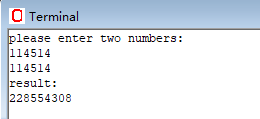 Terminal
please enter two numbers:
114514
114514
result:
228554308